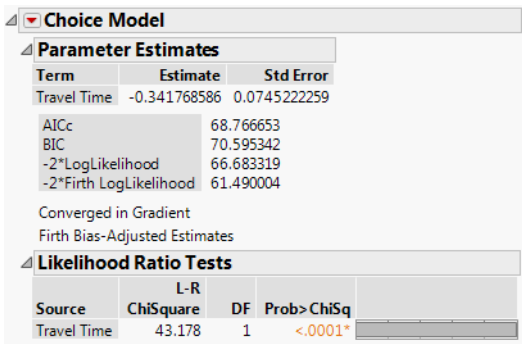 Choice Model
Parameter Estimates
Term Estimate Std Error
Travel Time -0.341768586 0.0745222259
AICc 68.766653
BIC 70.595342
-2*LogLikelihood 66.683319
-2*Firth LogLikelihood 61.490004
Converged in Gradient
Firth Bias-Adjusted Estimates
Likelihood Ratio Tests
L-R
Source ChiSquare DF Prob>ChiSq
Travel Time 43.178 1 <.0001*